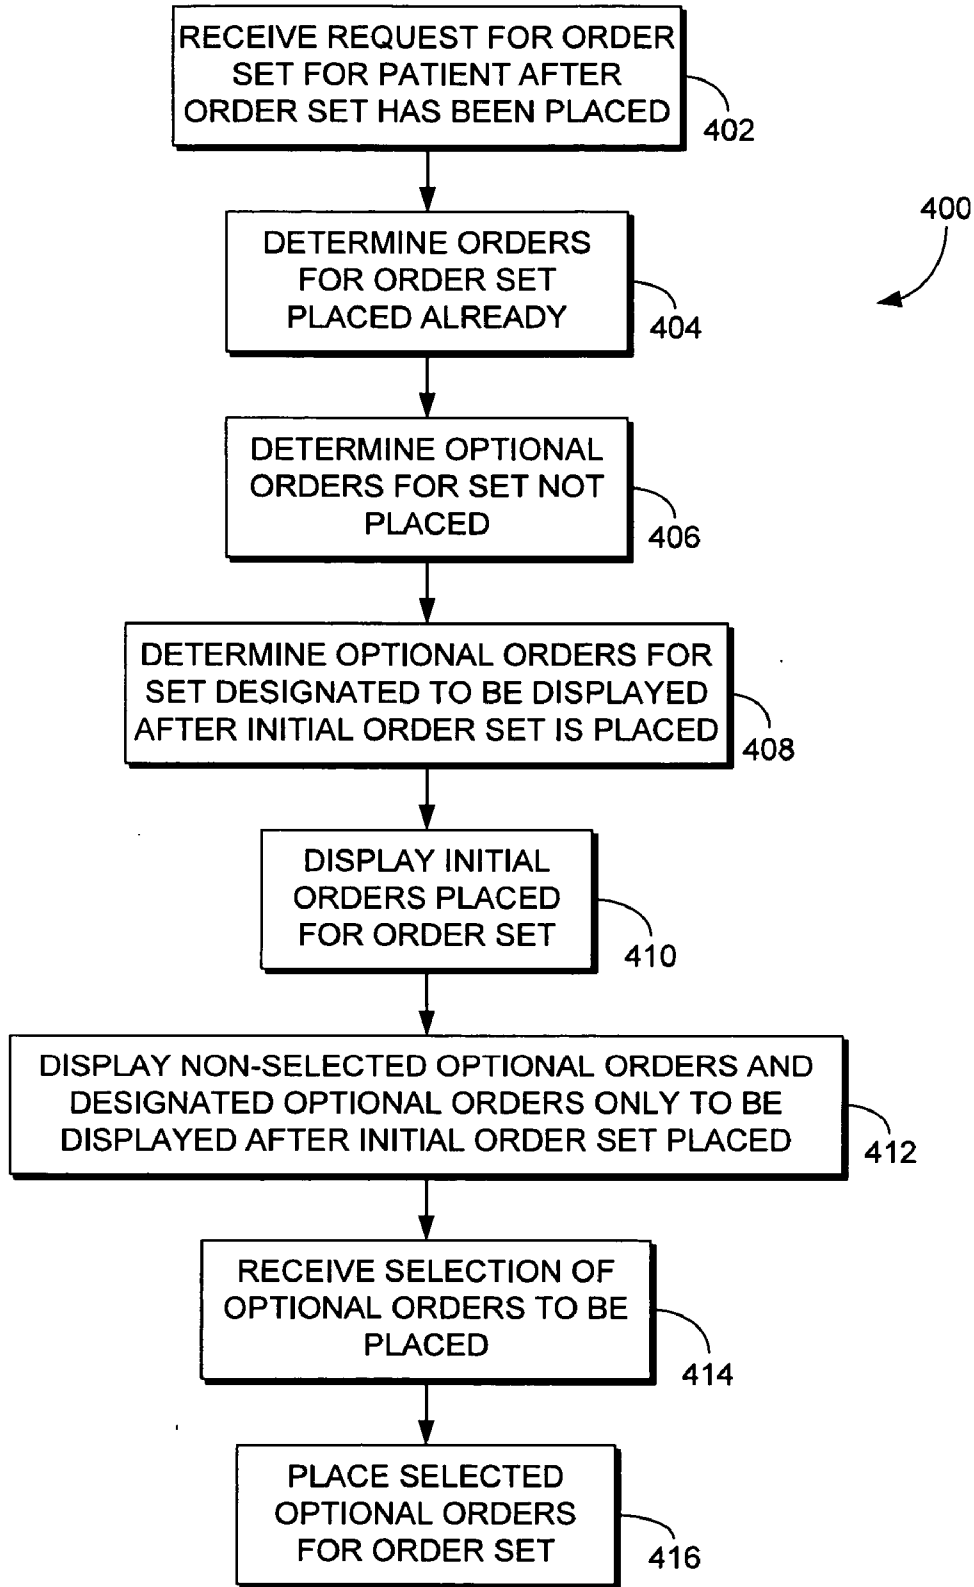 RECEIVE REQUEST FOR ORDER
SET FOR PATIENT AFTER
ORDER SET HAS BEEN PLACED
402
400
DETERMINE ORDERS
FOR ORDER SET
PLACED ALREADY
404
DETERMINE OPTIONAL
ORDERS FOR SET NOT
PLACED
406
DETERMINE OPTIONAL ORDERS FOR
SET DESIGNATED TO BE DISPLAYED
AFTER INITIAL ORDER SET IS PLACED
408
DISPLAY INITIAL
ORDERS PLACED
FOR ORDER SET
410
DISPLAY NON-SELECTED OPTIONAL ORDERS AND
DESIGNATED OPTIONAL ORDERS ONLY TO BE
DISPLAYED AFTER INITIAL ORDER SET PLACED
412
RECEIVE SELECTION OF
OPTIONAL ORDERS TO BE
PLACED
414
PLACE SELECTED
OPTIONAL ORDERS
FOR ORDER SET
416